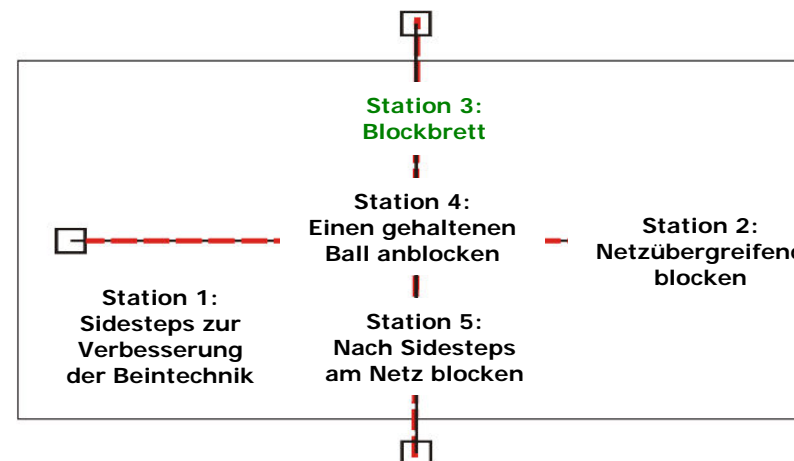 Station 3:
Blockbrett
Station 4:
Einen gehaltenen
Ball anblocken
Station 2:
Netzübergreifend
blocken
Station 1:
Sidesteps zur
Verbesserung
der Beintechnik
Station 5:
Nach Sidesteps
am Netz blocken